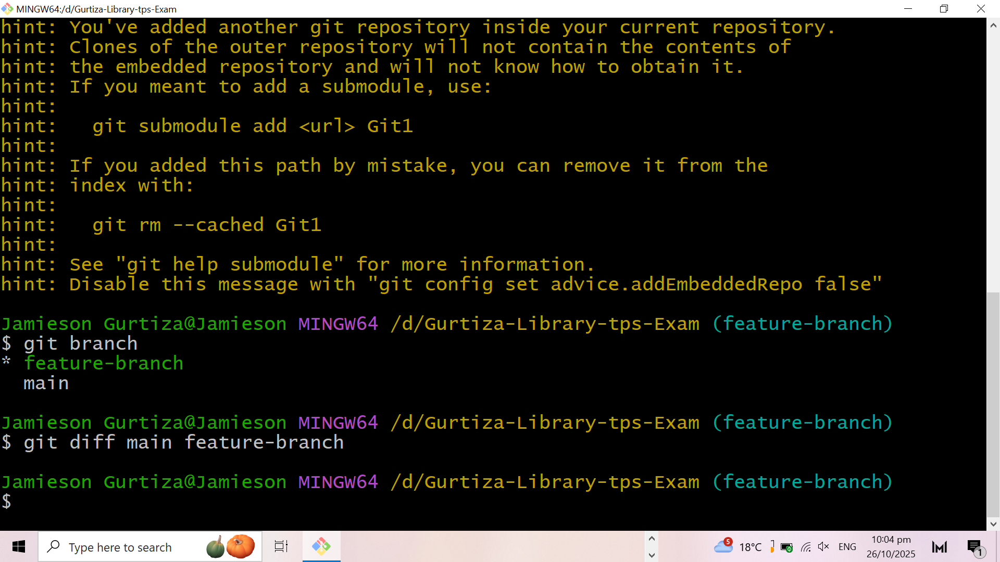 MINGW64:/d/Gurtiza-Library-tps-Exam
hint: You've added another git repository inside your current repository.
hint: Clones of the outer repository will not contain the contents of
hint: the embedded repository and will not know how to obtain it.
hint: If you meant to add a submodule, use:
hint:
hint:   git submodule add <url> Git1
hint:
hint: If you added this path by mistake, you can remove it from the
hint: index with:
hint:
hint:   git rm --cached Git1
hint:
hint: See "git help submodule" for more information.
hint: Disable this message with "git config set advice.addEmbeddedRepo false"
Jamieson Gurtiza@Jamieson MINGW64 /d/Gurtiza-Library-tps-Exam (feature-branch)
$ git branch
* feature-branch
  main
Jamieson Gurtiza@Jamieson MINGW64 /d/Gurtiza-Library-tps-Exam (feature-branch)
$ git diff main feature-branch
Jamieson Gurtiza@Jamieson MINGW64 /d/Gurtiza-Library-tps-Exam (feature-branch)
$
Type here to search
5
18°C
ENG
10:04 pm
26/10/2025
1